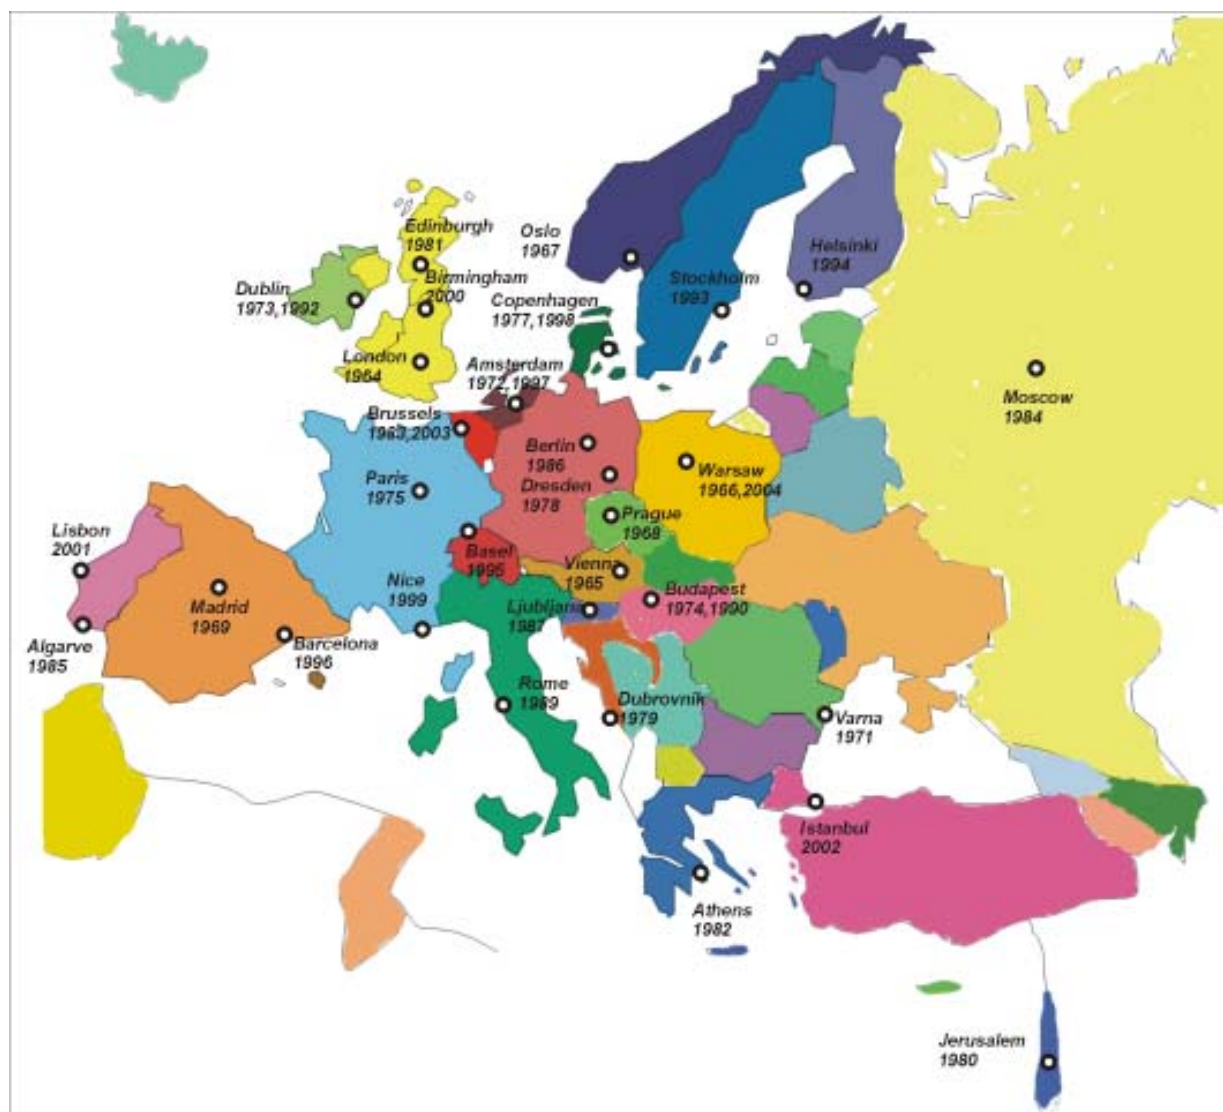 Edinburgh
1981
Oslo
1967
Helsinki
1994
Birmingham
2000
Stockholm
1993
Dublin
1973,1992
Copenhagen
1977,1998
London
1964
Amsterdam
1972,1997
Moscow
1984
Brussels
1963,2003
Berlin
1986
Warsaw
1966,2004
Paris
1975
Dresden
1978
Prague
1968
Lisbon
2001
Basel
1995
Vienna
1965
Nice
1999
Madrid
1969
Ljubljana
1987
Budapest
1974,1990
Algarve
1985
Barcelona
1996
Rome
1989
Dubrovnik
1979
Varna
1971
Istanbul
2002
Athens
1982
Jerusalem
1980